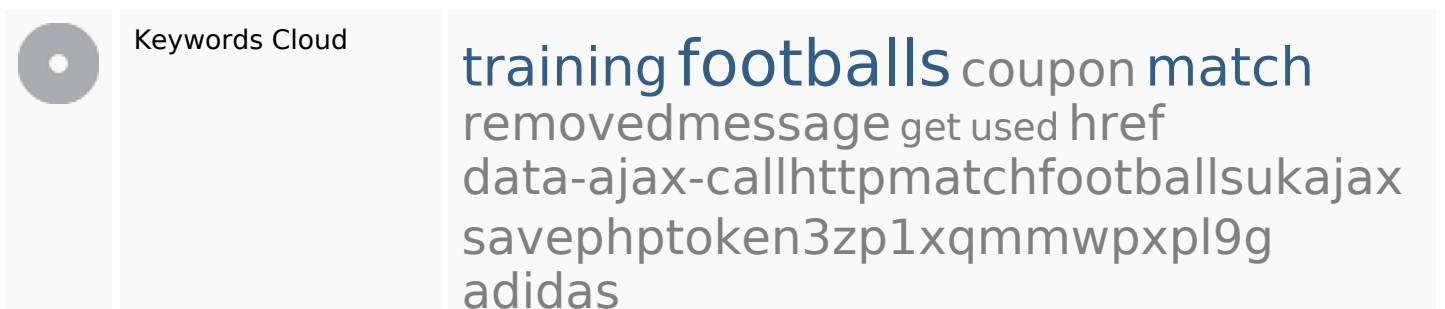 Keywords Cloud
training footballs coupon match
removedmessage get used href
data-ajax-callhttpmatchfootballsukajax
savephptoken3zp1xqmmwpxpl9g
adidas